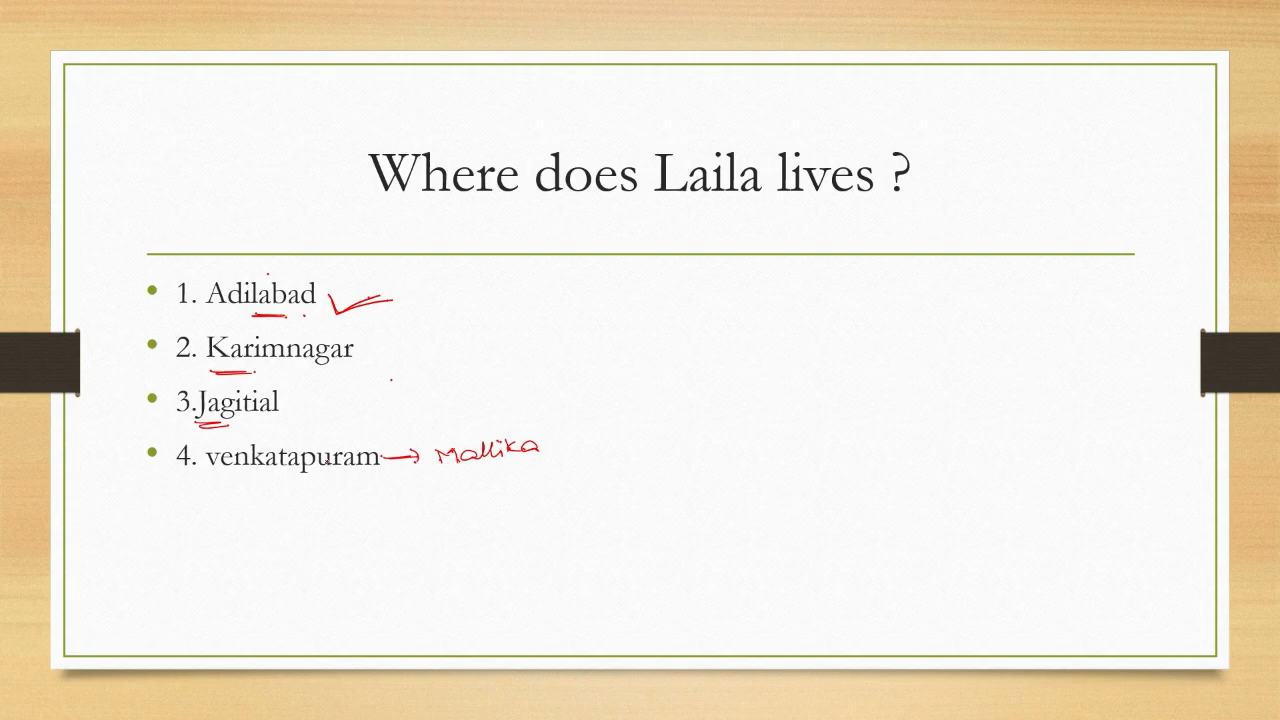 Where does Laila lives ?
1. Adilabad
2. Karimnagar
3.Jagitial
4. venkatapuram → Mallika